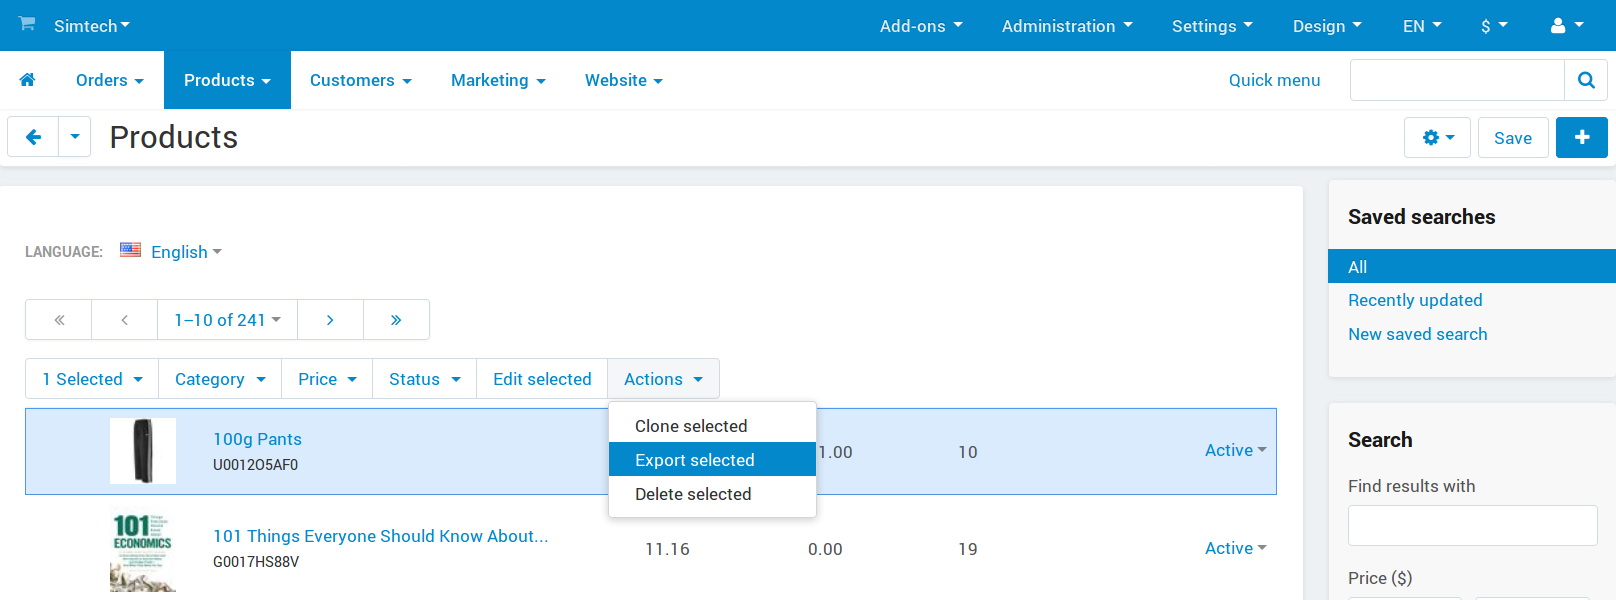 Simtech Add-ons Administration Settings Design EN $
Orders Products Customers Marketing Website Quick menu
Products Save
Saved searches
All
Recently updated
New saved search
LANGUAGE: English
« ‹ 1–10 of 241 › »
1 Selected Category Price Status Edit selected Actions
Clone selected
Export selected
Delete selected
100g Pants
U0012O5AF0
1.00 10 Active
101
ECONOMICS
101 Things Everyone Should Know About...
G0017HS88V
11.16 0.00 19 Active
Search
Find results with
Price ($)